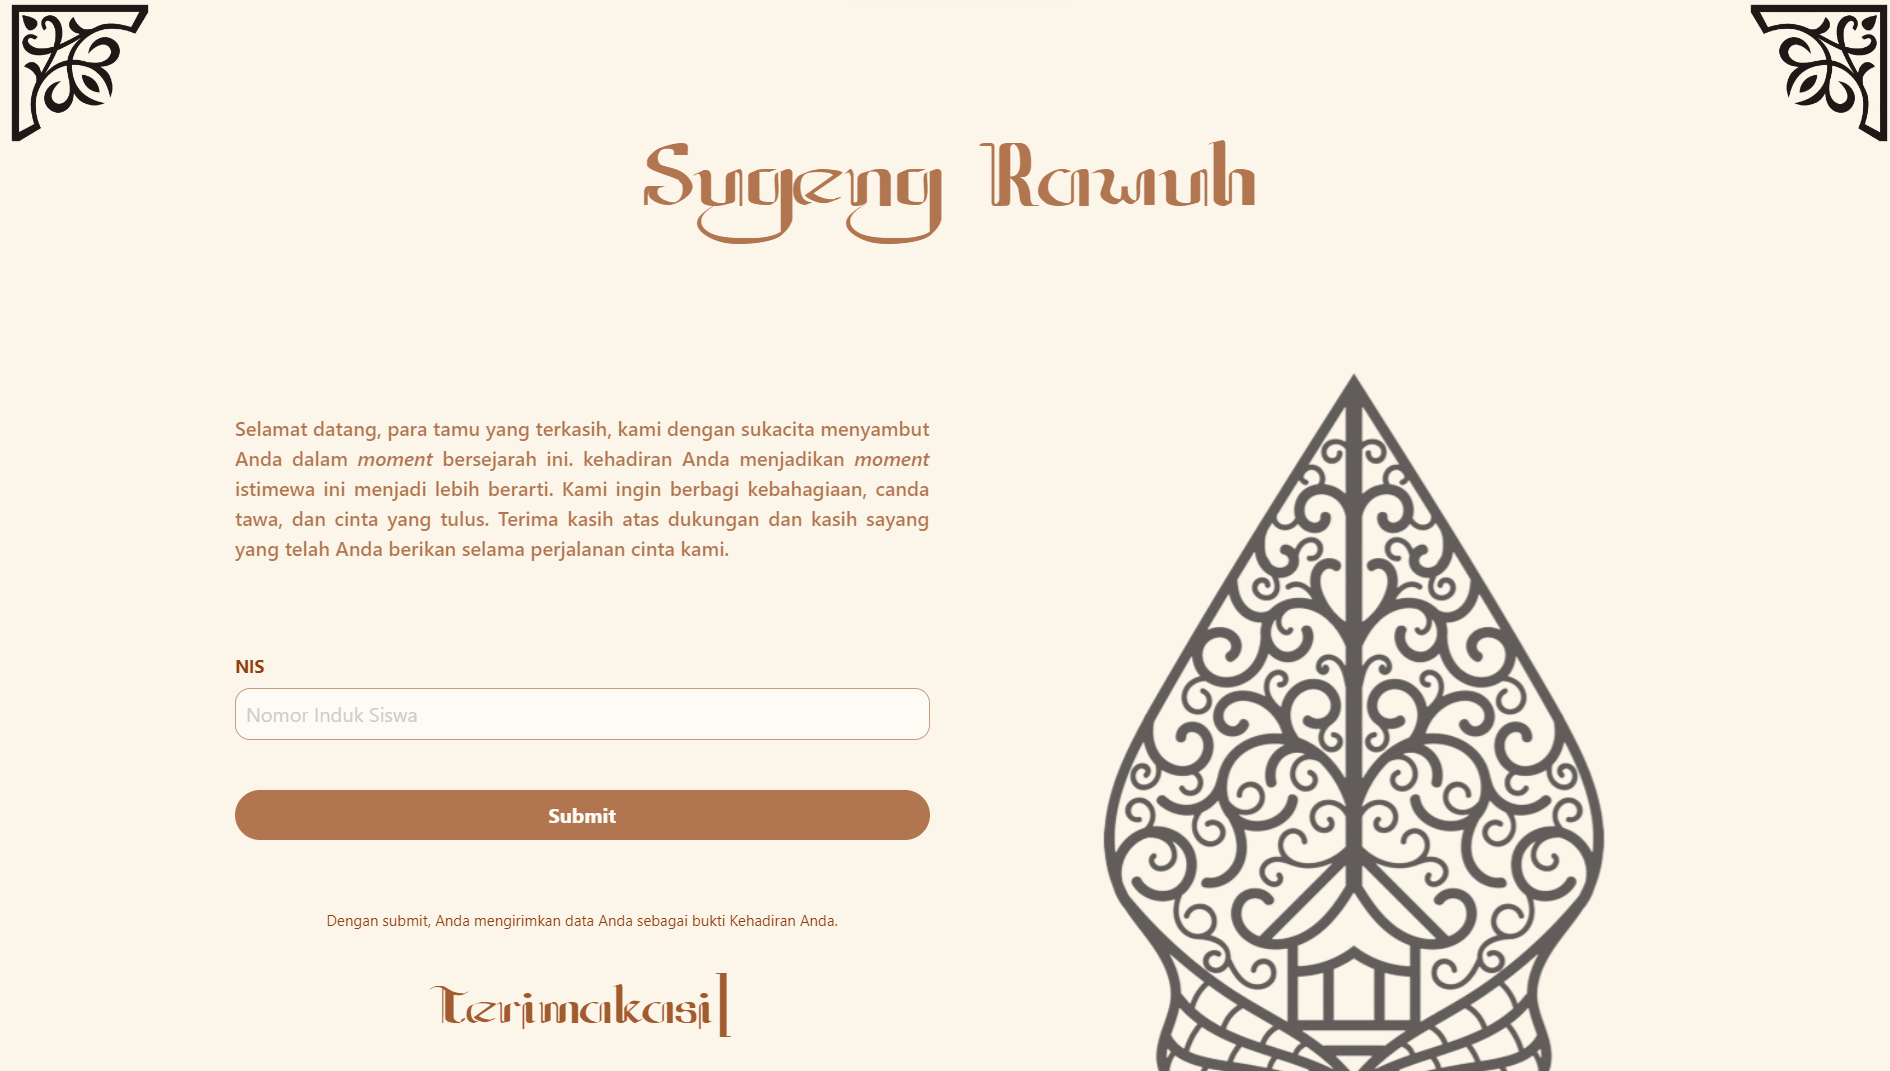 Sugeng Rawuh
Selamat datang, para tamu yang terkasih, kami dengan sukacita menyambut
Anda dalam moment bersejarah ini. kehadiran Anda menjadikan moment
istimewa ini menjadi lebih berarti. Kami ingin berbagi kebahagiaan, canda
tawa, dan cinta yang tulus. Terima kasih atas dukungan dan kasih sayang
yang telah Anda berikan selama perjalanan cinta kami.
NIS
Nomor Induk Siswa
Submit
Dengan submit, Anda mengirimkan data Anda sebagai bukti Kehadiran Anda.
Terimakasi|